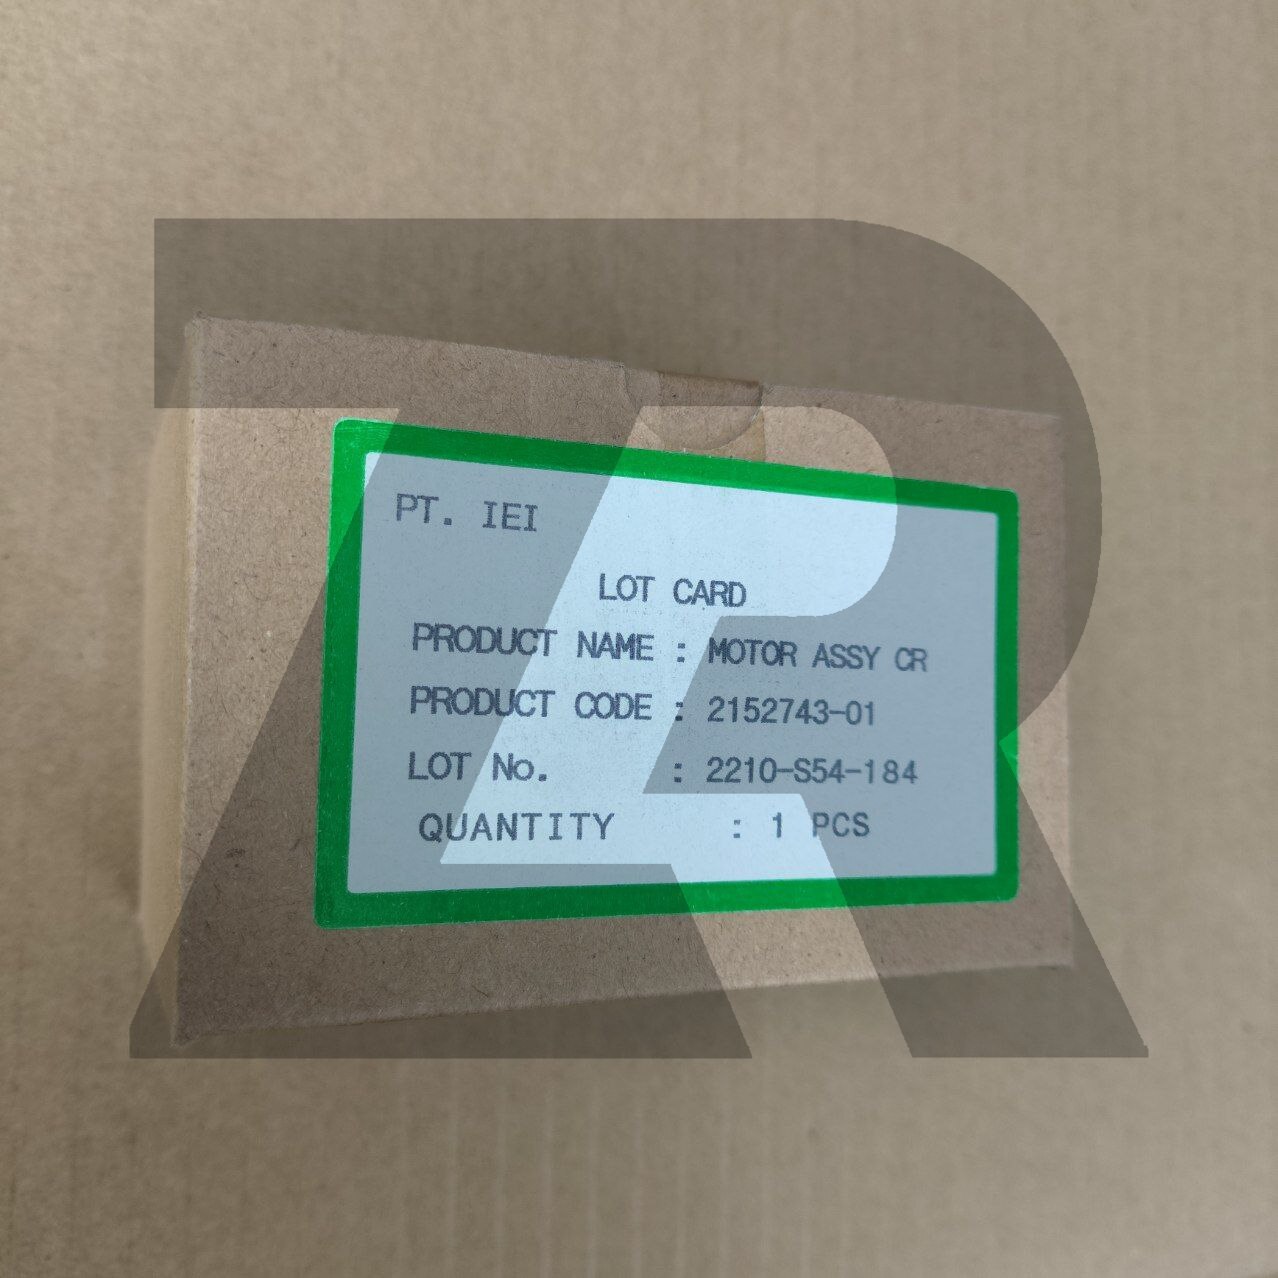 PT. IEI
LOT CARD
PRODUCT NAME : MOTOR ASSY CR
PRODUCT CODE : 2152743-01
LOT No. : 2210-S54-184
QUANTITY : 1 PCS